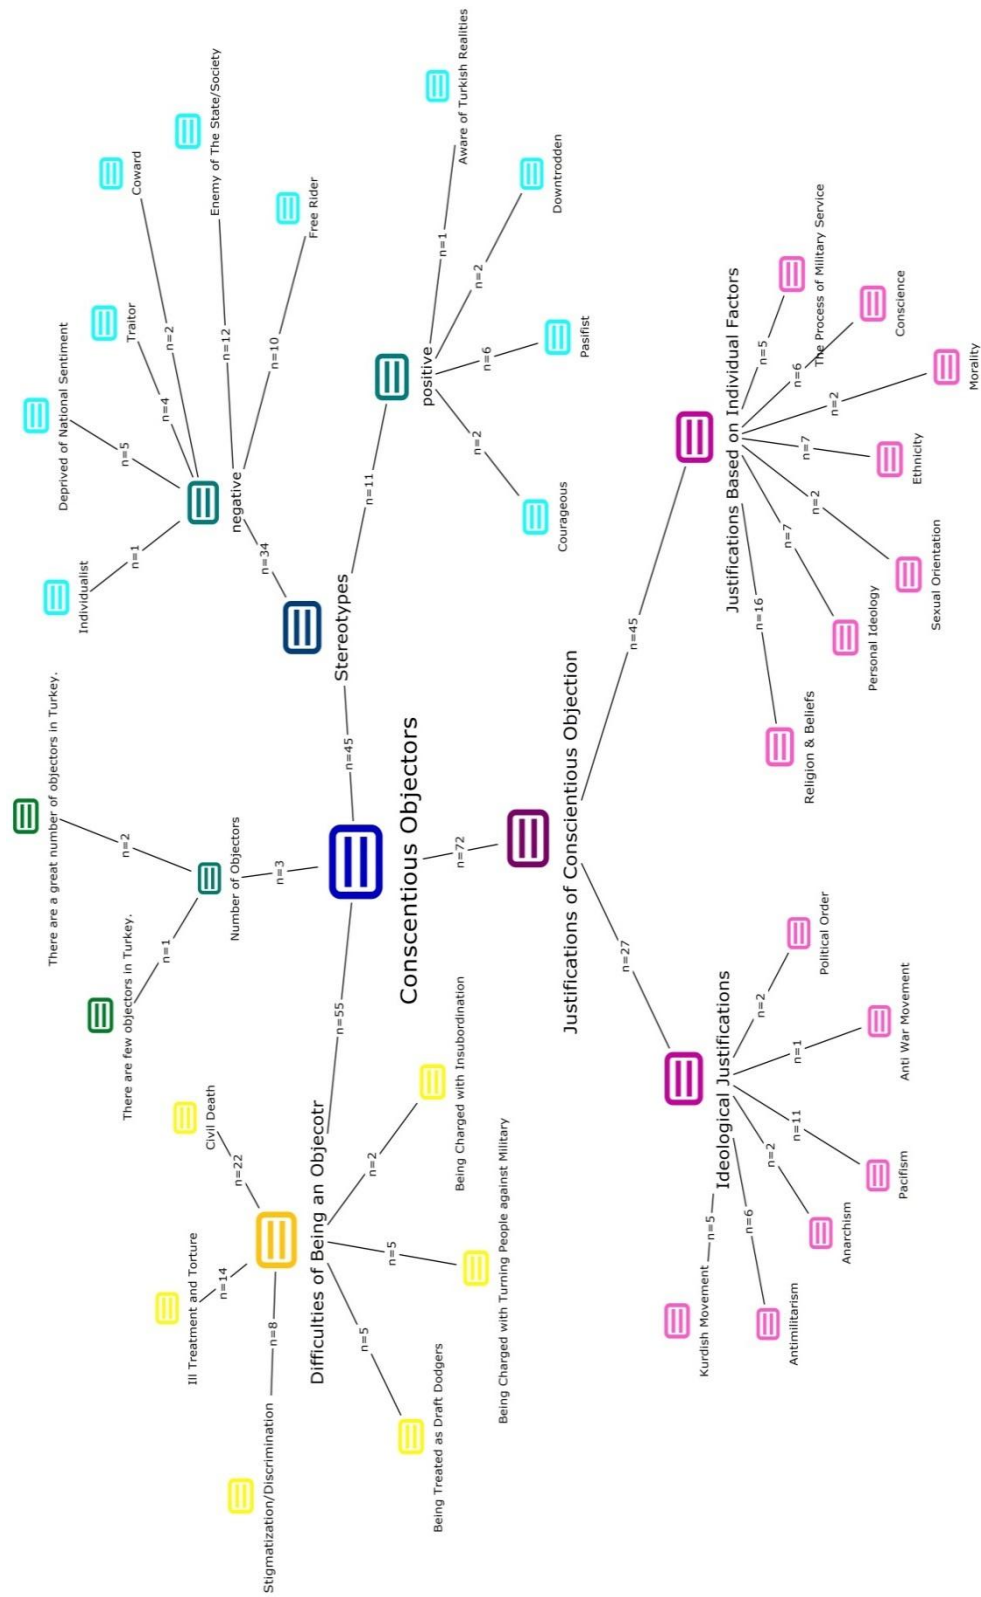 Stigmatization/Discrimination
n=8
Ill Treatment and Torture
n=14
Civil Death
n=22
Difficulties of Being an Objecotr
Being Treated as Draft Dodgers
n=5
Being Charged with Turning People against Military
n=5
Being Charged with Insubordination
n=2
n=55
There are few objectors in Turkey.
n=1
There are a great number of objectors in Turkey.
n=2
Number of Objectors
n=3
Conscentious Objectors
n=45
Stereotypes
n=34
negative
Individualist
n=1
Deprived of National Sentiment
n=5
Traitor
n=4
Coward
n=2
Enemy of The State/Society
n=12
Free Rider
n=10
n=11
positive
Courageous
n=2
Pasifist
n=6
Downtrodden
n=2
Aware of Turkish Realities
n=1
n=72
Justifications of Conscientious Objection
n=27
Ideological Justifications
Kurdish Movement
n=5
Antimilitarism
n=6
Anarchism
n=2
Pacifism
n=11
Anti War Movement
n=1
Political Order
n=2
n=45
Justifications Based on Individual Factors
Religion & Beliefs
n=16
Personal Ideology
n=7
Sexual Orientation
n=2
Ethnicity
n=7
Morality
n=2
Conscience
n=6
The Process of Military Service
n=5